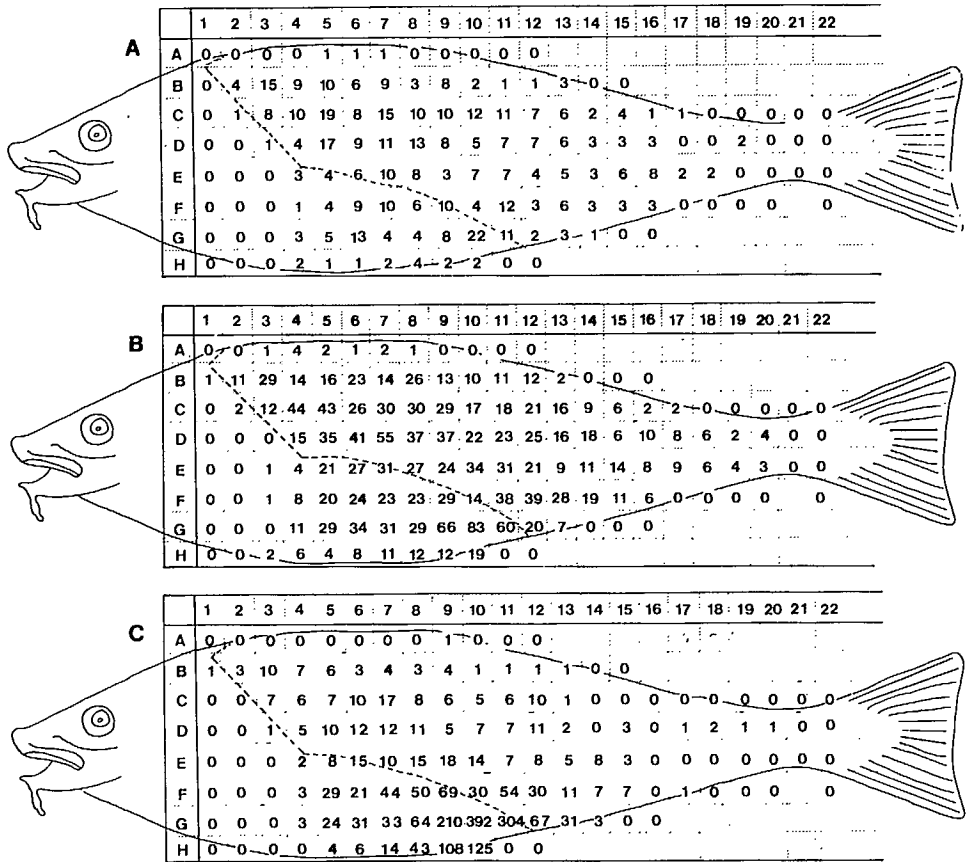 1 2 3 4 5 6 7 8 9 10 11 12 13 14 15 16 17 18 19 20 21 22
A
A 0 0 0 0 1 1 1 0 0 0 0 0
B 0 4 15 9 10 6 9 3 8 2 1 1 3 0 0
C 0 1 8 10 19 8 15 10 10 12 11 7 6 2 4 1 1 0 0 0 0 0
D 0 0 1 4 17 9 11 13 8 5 7 7 6 3 3 3 0 0 2 0 0 0
E 0 0 0 3 4 6 10 8 3 7 7 4 5 3 6 8 2 2 0 0 0 0
F 0 0 0 1 4 9 10 6 10 4 12 3 6 3 3 3 0 0 0 0 0
G 0 0 0 3 5 13 4 4 8 22 11 2 3 1 0 0
H 0 0 0 2 1 1 2 4 2 2 0 0
1 2 3 4 5 6 7 8 9 10 11 12 13 14 15 16 17 18 19 20 21 22
B
A 0 0 1 4 2 1 2 1 0 0 0 0
B 1 11 29 14 16 23 14 26 13 10 11 12 2 0 0 0
C 0 2 12 44 43 26 30 30 29 17 18 21 16 9 6 2 2 0 0 0 0 0
D 0 0 0 15 35 41 55 37 37 22 23 25 16 18 6 10 8 6 2 4 0 0
E 0 0 1 4 21 27 31 27 24 34 31 21 9 11 14 8 9 6 4 3 0 0
F 0 0 1 8 20 24 23 23 29 14 38 39 28 19 11 6 0 0 0 0 0
G 0 0 0 11 29 34 31 29 66 83 60 20 7 0 0 0
H 0 0 2 6 4 8 11 12 12 19 0 0
1 2 3 4 5 6 7 8 9 10 11 12 13 14 15 16 17 18 19 20 21 22
C
A 0 0 0 0 0 0 0 0 1 0 0 0
B 1 3 10 7 6 3 4 3 4 1 1 1 1 0 0
C 0 0 7 6 7 10 17 8 6 5 6 10 1 0 0 0 0 0 0 0 0 0
D 0 0 1 5 10 12 12 11 5 7 7 11 2 0 3 0 1 2 1 1 0 0
E 0 0 0 2 8 15 10 15 18 14 7 8 5 8 3 0 0 0 0 0 0 0
F 0 0 0 3 29 21 44 50 69 30 54 30 11 7 7 0 1 0 0 0 0
G 0 0 0 3 24 31 33 64 210 392 304 67 31 3 0 0
H 0 0 0 0 4 6 14 43 108 125 0 0